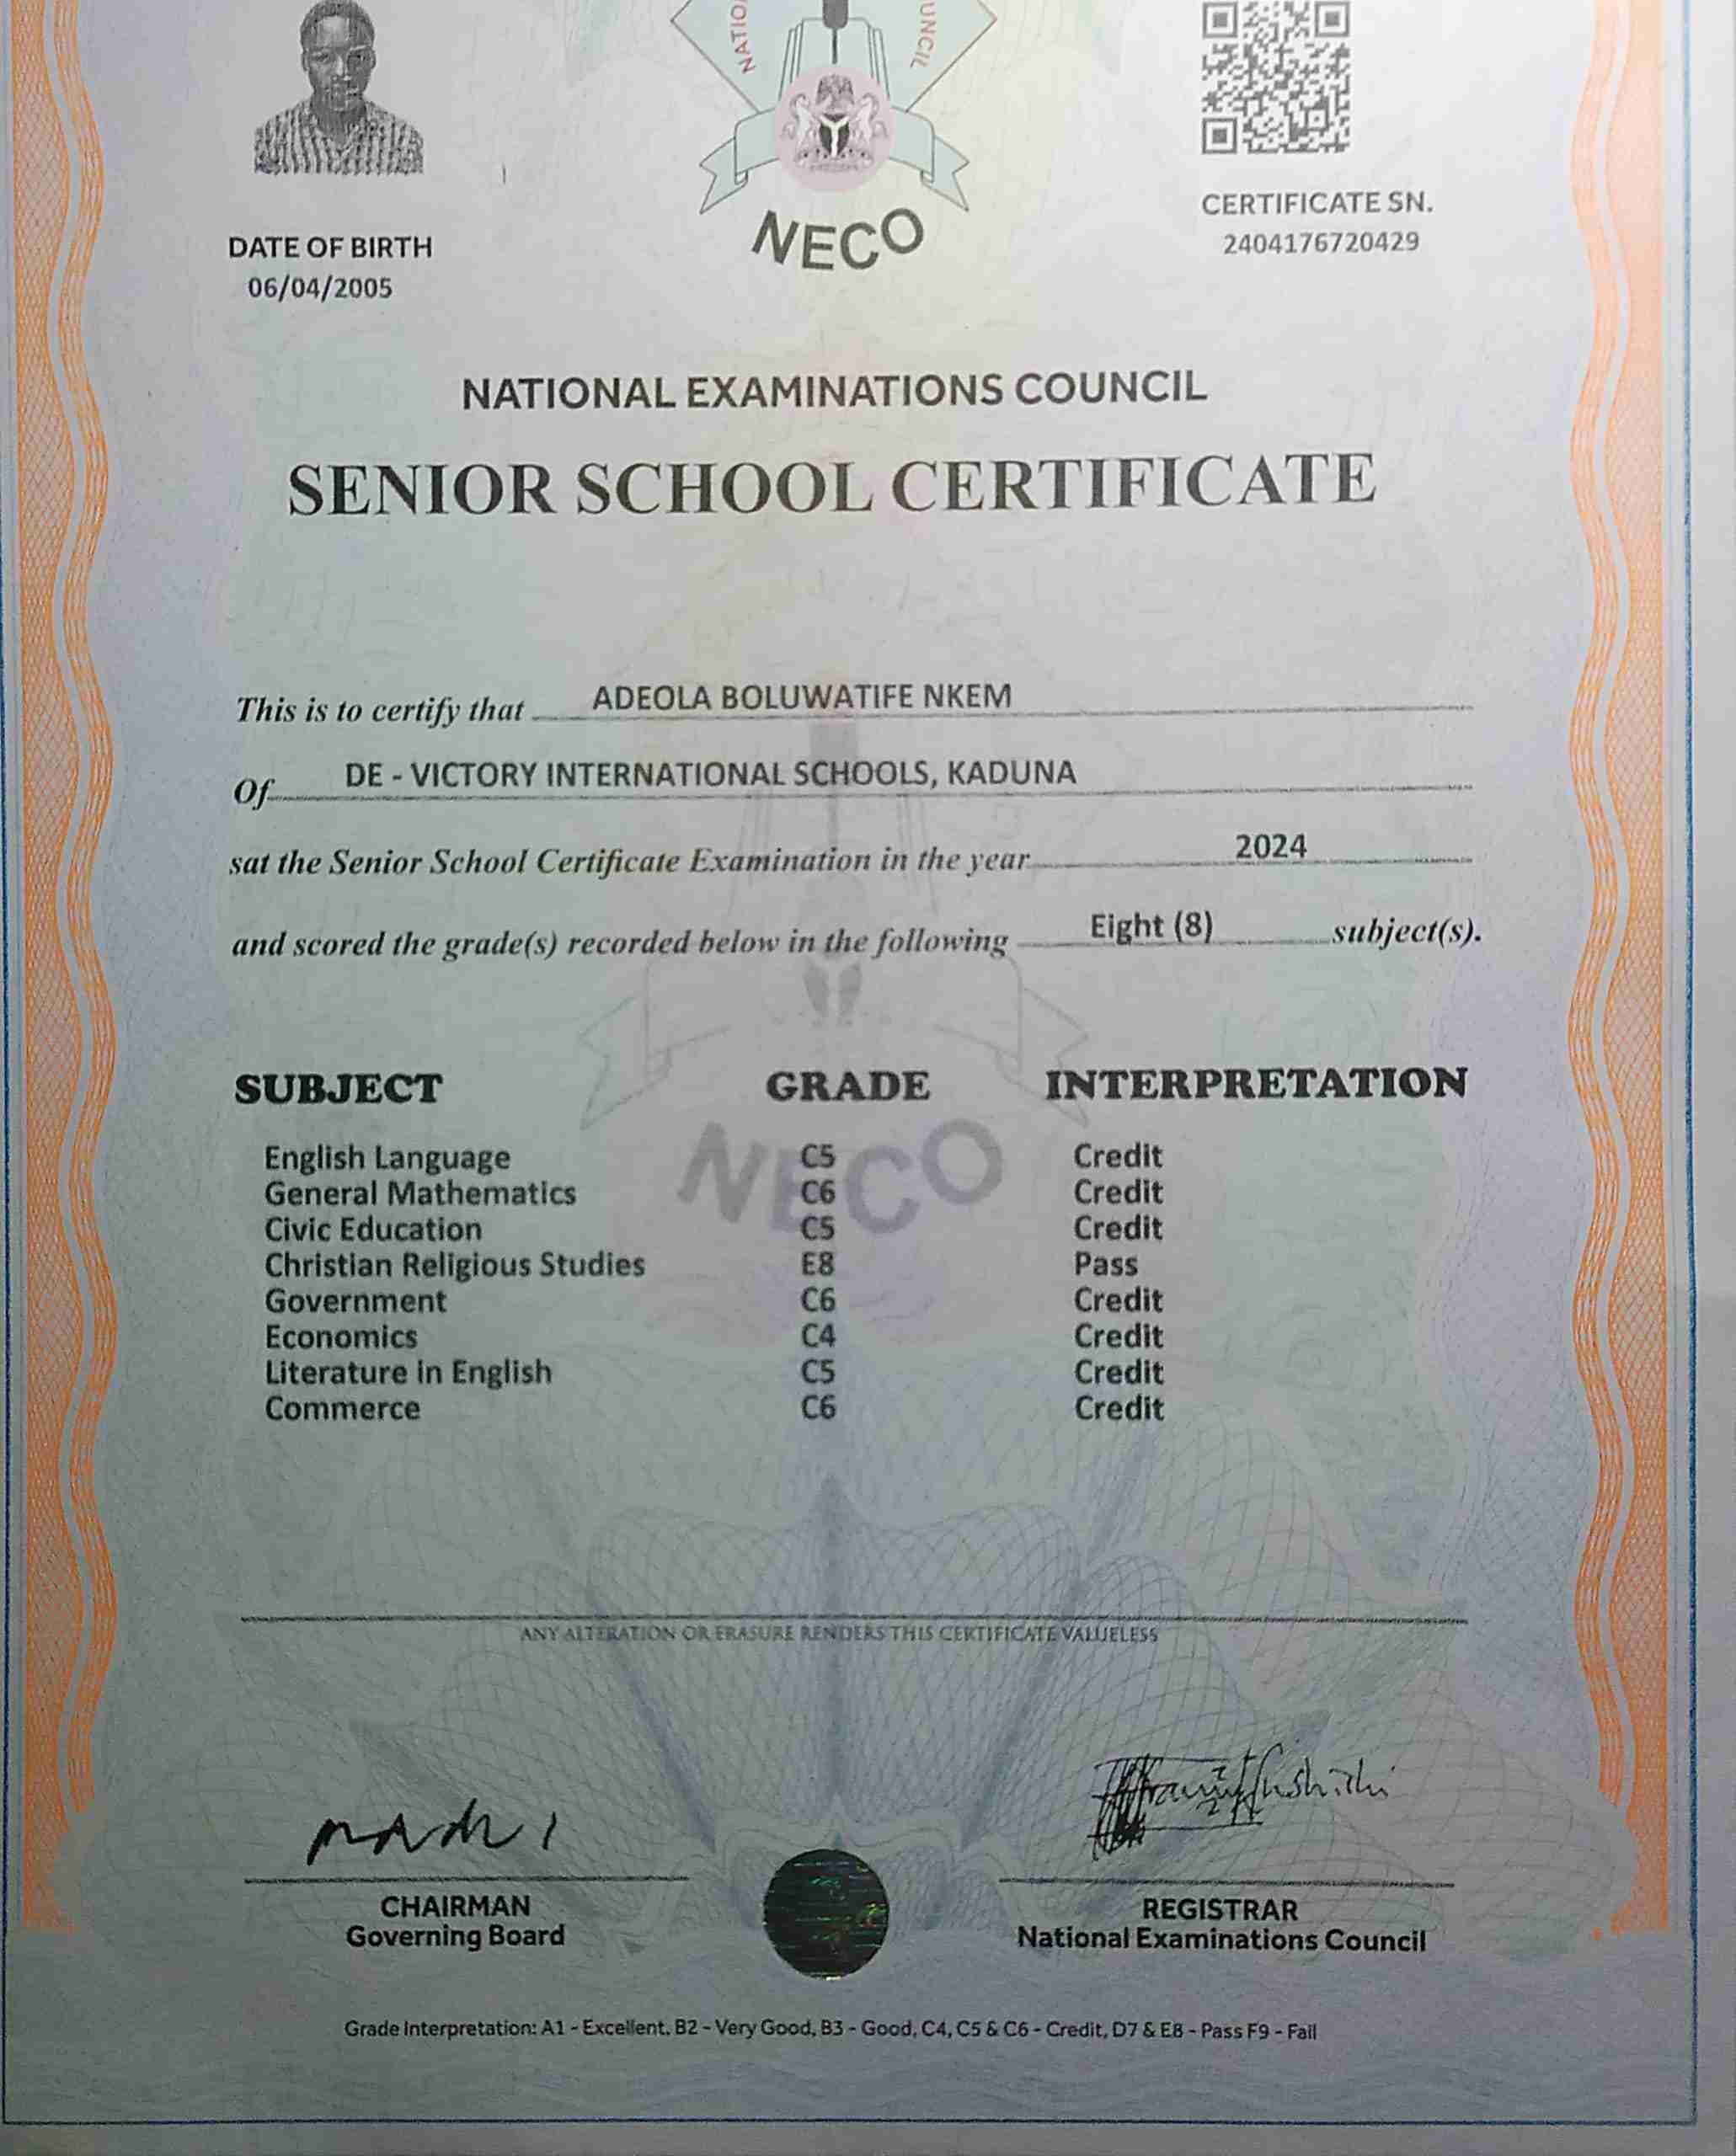 NATIO
UNCIL
NECO
DATE OF BIRTH
06/04/2005
CERTIFICATE SN.
2404176720429
NATIONAL EXAMINATIONS COUNCIL
SENIOR SCHOOL CERTIFICATE
This is to certify that ADEOLA BOLUWATIFE NKEM
Of DE - VICTORY INTERNATIONAL SCHOOLS, KADUNA
sat the Senior School Certificate Examination in the year 2024
and scored the grade(s) recorded below in the following Eight (8) subject(s).
SUBJECT GRADE INTERPRETATION
NECO
English Language C5 Credit
General Mathematics C6 Credit
Civic Education C5 Credit
Christian Religious Studies E8 Pass
Government C6 Credit
Economics C4 Credit
Literature in English C5 Credit
Commerce C6 Credit
ANY ALTERATION OR ERASURE RENDERS THIS CERTIFICATE VALUELESS
CHAIRMAN
Governing Board
REGISTRAR
National Examinations Council
Grade Interpretation: A1 - Excellent, B2 - Very Good, B3 - Good, C4, C5 & C6 - Credit, D7 & E8 - Pass F9 - Fail